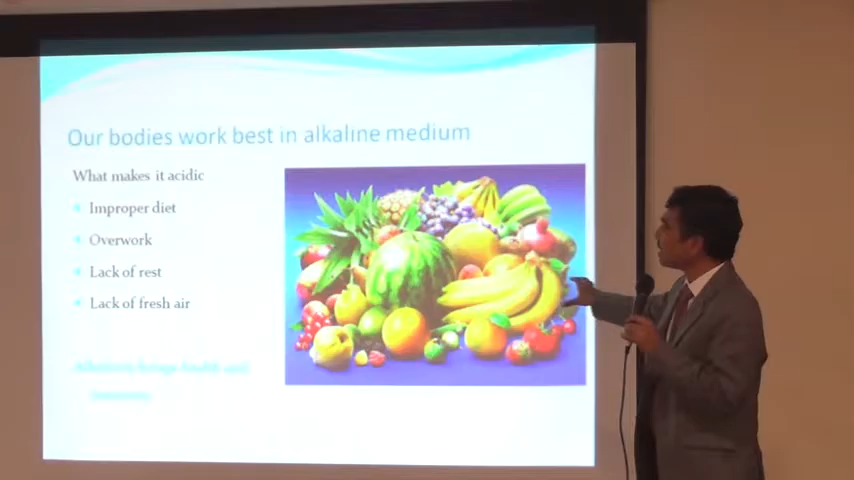 Our bodies work best in alkaline medium
What makes it acidic
Improper diet
Overwork
Lack of rest
Lack of fresh air